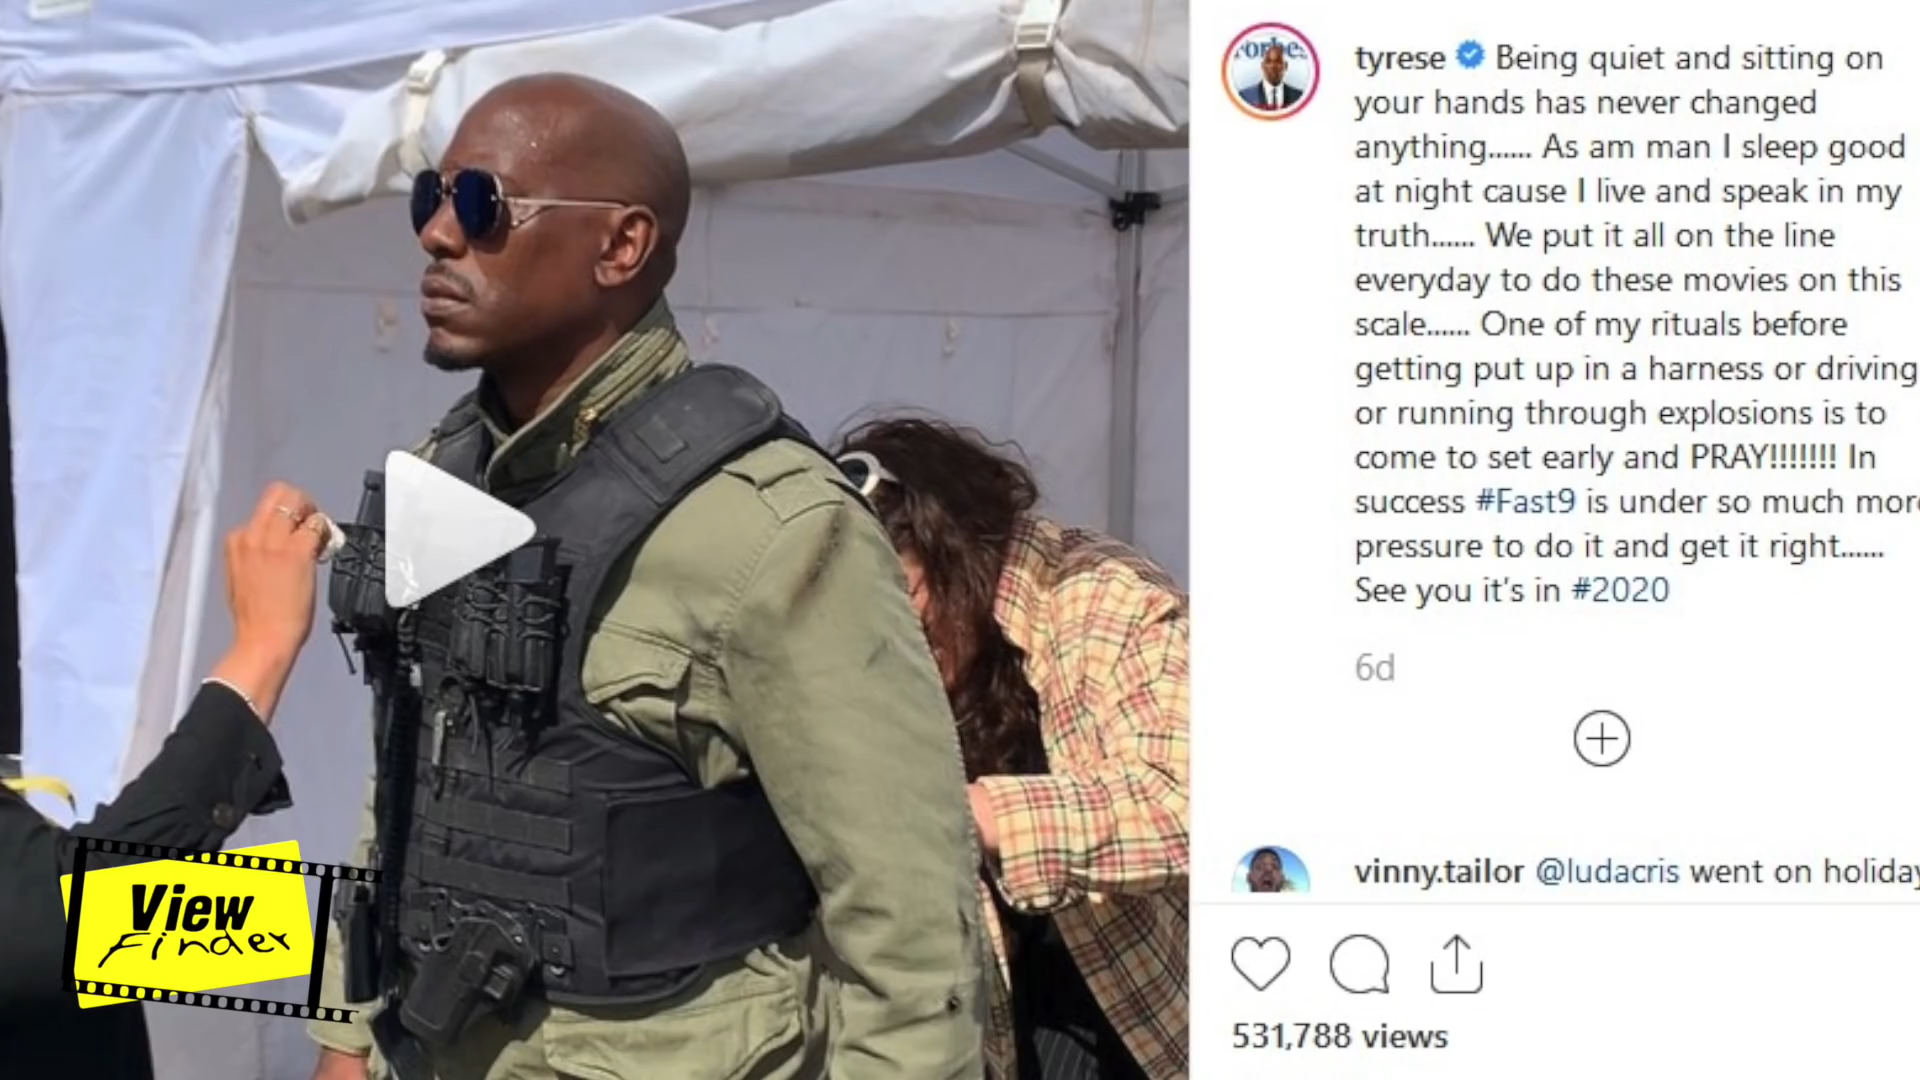 tyrese Being quiet and sitting on
your hands has never changed
anything...... As am man I sleep good
at night cause I live and speak in my
truth...... We put it all on the line
everyday to do these movies on this
scale...... One of my rituals before
getting put up in a harness or driving
or running through explosions is to
come to set early and PRAY!!!!!!! In
success #Fast9 is under so much more
pressure to do it and get it right......
See you it's in #2020
6d
vinny.tailor @ludacris went on holiday
531,788 views
View
Finder